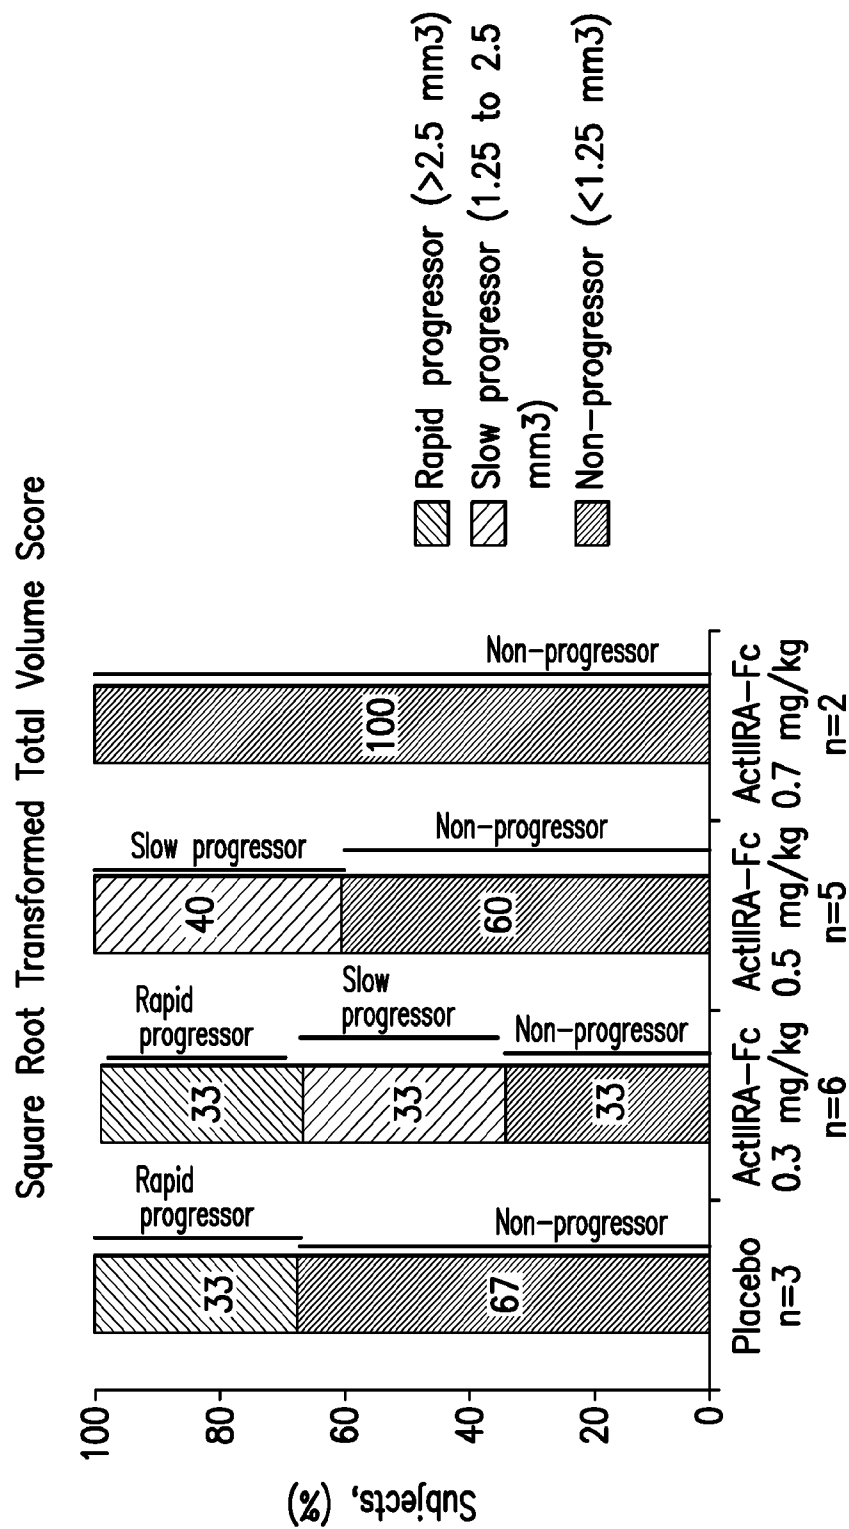 Square Root Transformed Total Volume Score
Subjects, (%)
100
80
60
40
20
0
Rapid
progressor
33
Non-progressor
67
Placebo
n=3
Rapid
progressor
33
Slow
progressor
33
Non-progressor
33
ActIIRA-Fc
0.3 mg/kg
n=6
Slow progressor
40
Non-progressor
60
ActIIRA-Fc
0.5 mg/kg
n=5
Non-progressor
100
ActIIRA-Fc
0.7 mg/kg
n=2
Rapid progressor (>2.5 mm3)
Slow progressor (1.25 to 2.5
mm3)
Non-progressor (<1.25 mm3)